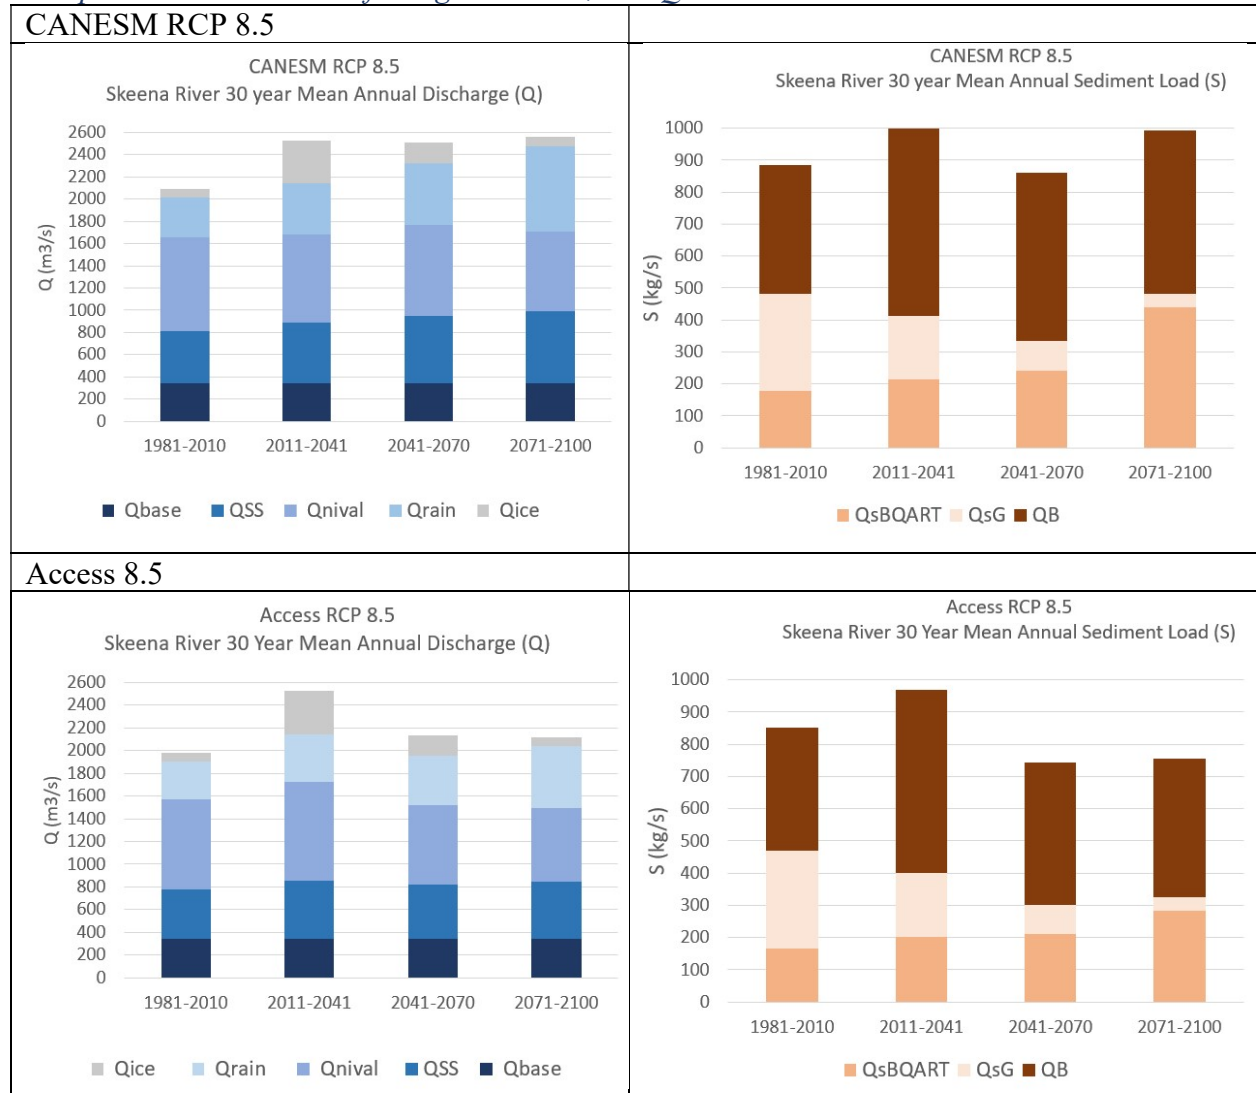 CANESM RCP 8.5
CANESM RCP 8.5
Skeena River 30 year Mean Annual Discharge (Q)
2600
2400
2200
2000
1800
1600
1400
1200
1000
800
600
400
200
0
Q (m3/s)
1981-2010 2011-2041 2041-2070 2071-2100
Qbase QSS Qnival Qrain Qice
CANESM RCP 8.5
Skeena River 30 year Mean Annual Sediment Load (S)
1000
900
800
700
600
500
400
300
200
100
0
S (kg/s)
1981-2010 2011-2041 2041-2070 2071-2100
QsBQART QsG QB
Access 8.5
Access RCP 8.5
Skeena River 30 Year Mean Annual Discharge (Q)
2600
2400
2200
2000
1800
1600
1400
1200
1000
800
600
400
200
0
Q (m3/s)
1981-2010 2011-2041 2041-2070 2071-2100
Qice Qrain Qnival QSS Qbase
Access RCP 8.5
Skeena River 30 Year Mean Annual Sediment Load (S)
1000
900
800
700
600
500
400
300
200
100
0
S (kg/s)
1981-2010 2011-2041 2041-2070 2071-2100
QsBQART QsG QB